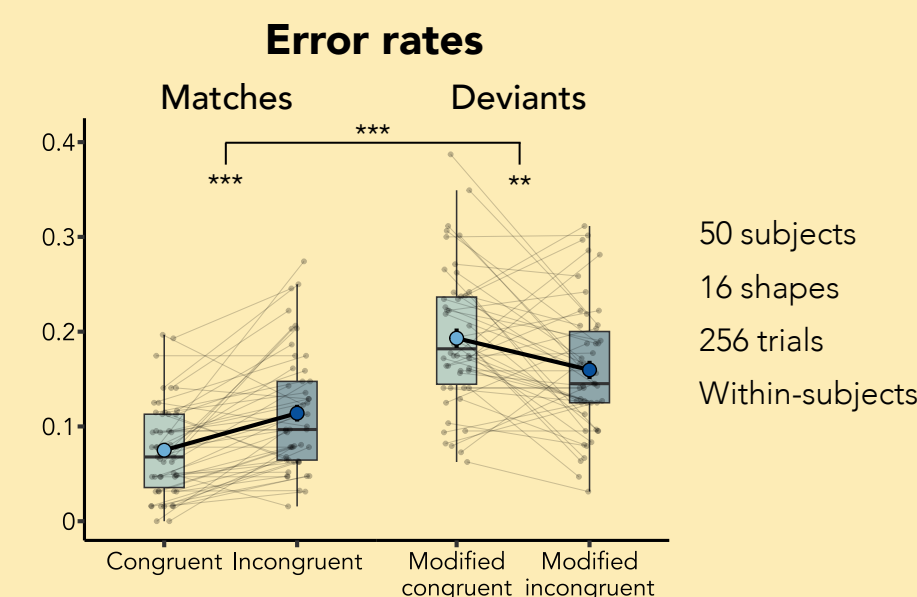 Error rates
Matches Deviants
***
*** **
0.4
0.3
0.2
0.1
0
50 subjects
16 shapes
256 trials
Within-subjects
Congruent Incongruent Modified congruent Modified incongruent